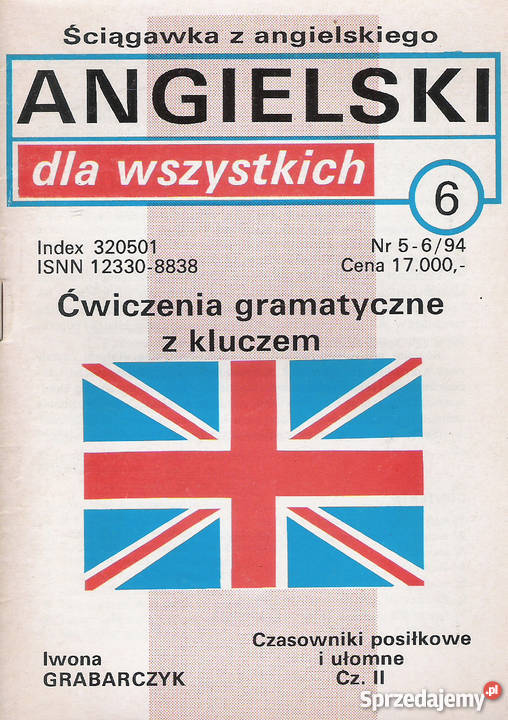 Ściągawka z angielskiego
ANGIELSKI
dla wszystkich
6
Index 320501
Nr 5-6/94
ISNN 12330-8838
Cena 17.000,-
Ćwiczenia gramatyczne
z kluczem
Czasowniki posiłkowe
i ułomne
Cz. II
Iwona
GRABARCZYK
Sprzedajemy.pl